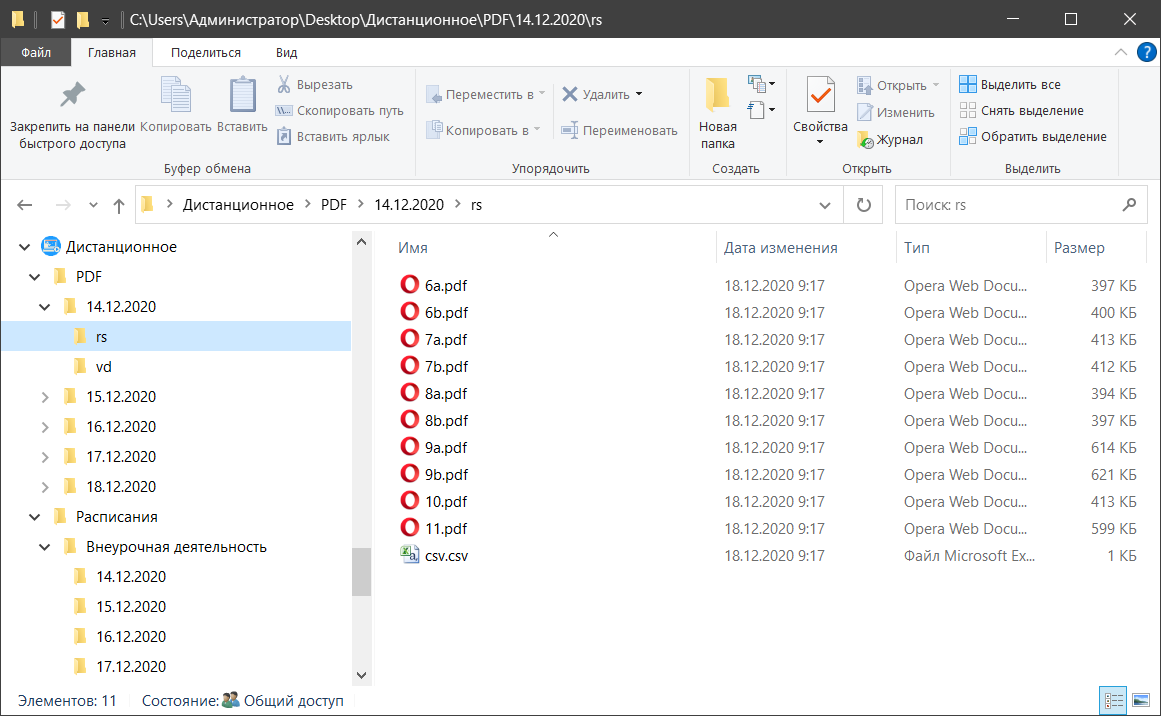 C:\Users\Администратор\Desktop\Дистанционное\PDF\14.12.2020\rs
Файл Главная Поделиться Вид
Закрепить на панели быстрого доступа
Копировать
Вставить
Вырезать
Скопировать путь
Вставить ярлык
Буфер обмена
Переместить в
Копировать в
Удалить
Переименовать
Упорядочить
Новая папка
Создать
Свойства
Открыть
Изменить
Журнал
Открыть
Выделить все
Снять выделение
Обратить выделение
Выделить
Дистанционное PDF 14.12.2020 rs
Поиск: rs
Дистанционное
PDF
14.12.2020
rs
vd
15.12.2020
16.12.2020
17.12.2020
18.12.2020
Расписания
Внеурочная деятельность
14.12.2020
15.12.2020
16.12.2020
17.12.2020
Имя Дата изменения Тип Размер
6a.pdf 18.12.2020 9:17 Opera Web Docu... 397 КБ
6b.pdf 18.12.2020 9:17 Opera Web Docu... 400 КБ
7a.pdf 18.12.2020 9:17 Opera Web Docu... 413 КБ
7b.pdf 18.12.2020 9:17 Opera Web Docu... 412 КБ
8a.pdf 18.12.2020 9:17 Opera Web Docu... 394 КБ
8b.pdf 18.12.2020 9:17 Opera Web Docu... 397 КБ
9a.pdf 18.12.2020 9:17 Opera Web Docu... 614 КБ
9b.pdf 18.12.2020 9:17 Opera Web Docu... 621 КБ
10.pdf 18.12.2020 9:17 Opera Web Docu... 413 КБ
11.pdf 18.12.2020 9:17 Opera Web Docu... 599 КБ
csv.csv 18.12.2020 9:17 Файл Microsoft Ex... 1 КБ
Элементов: 11 Состояние: Общий доступ